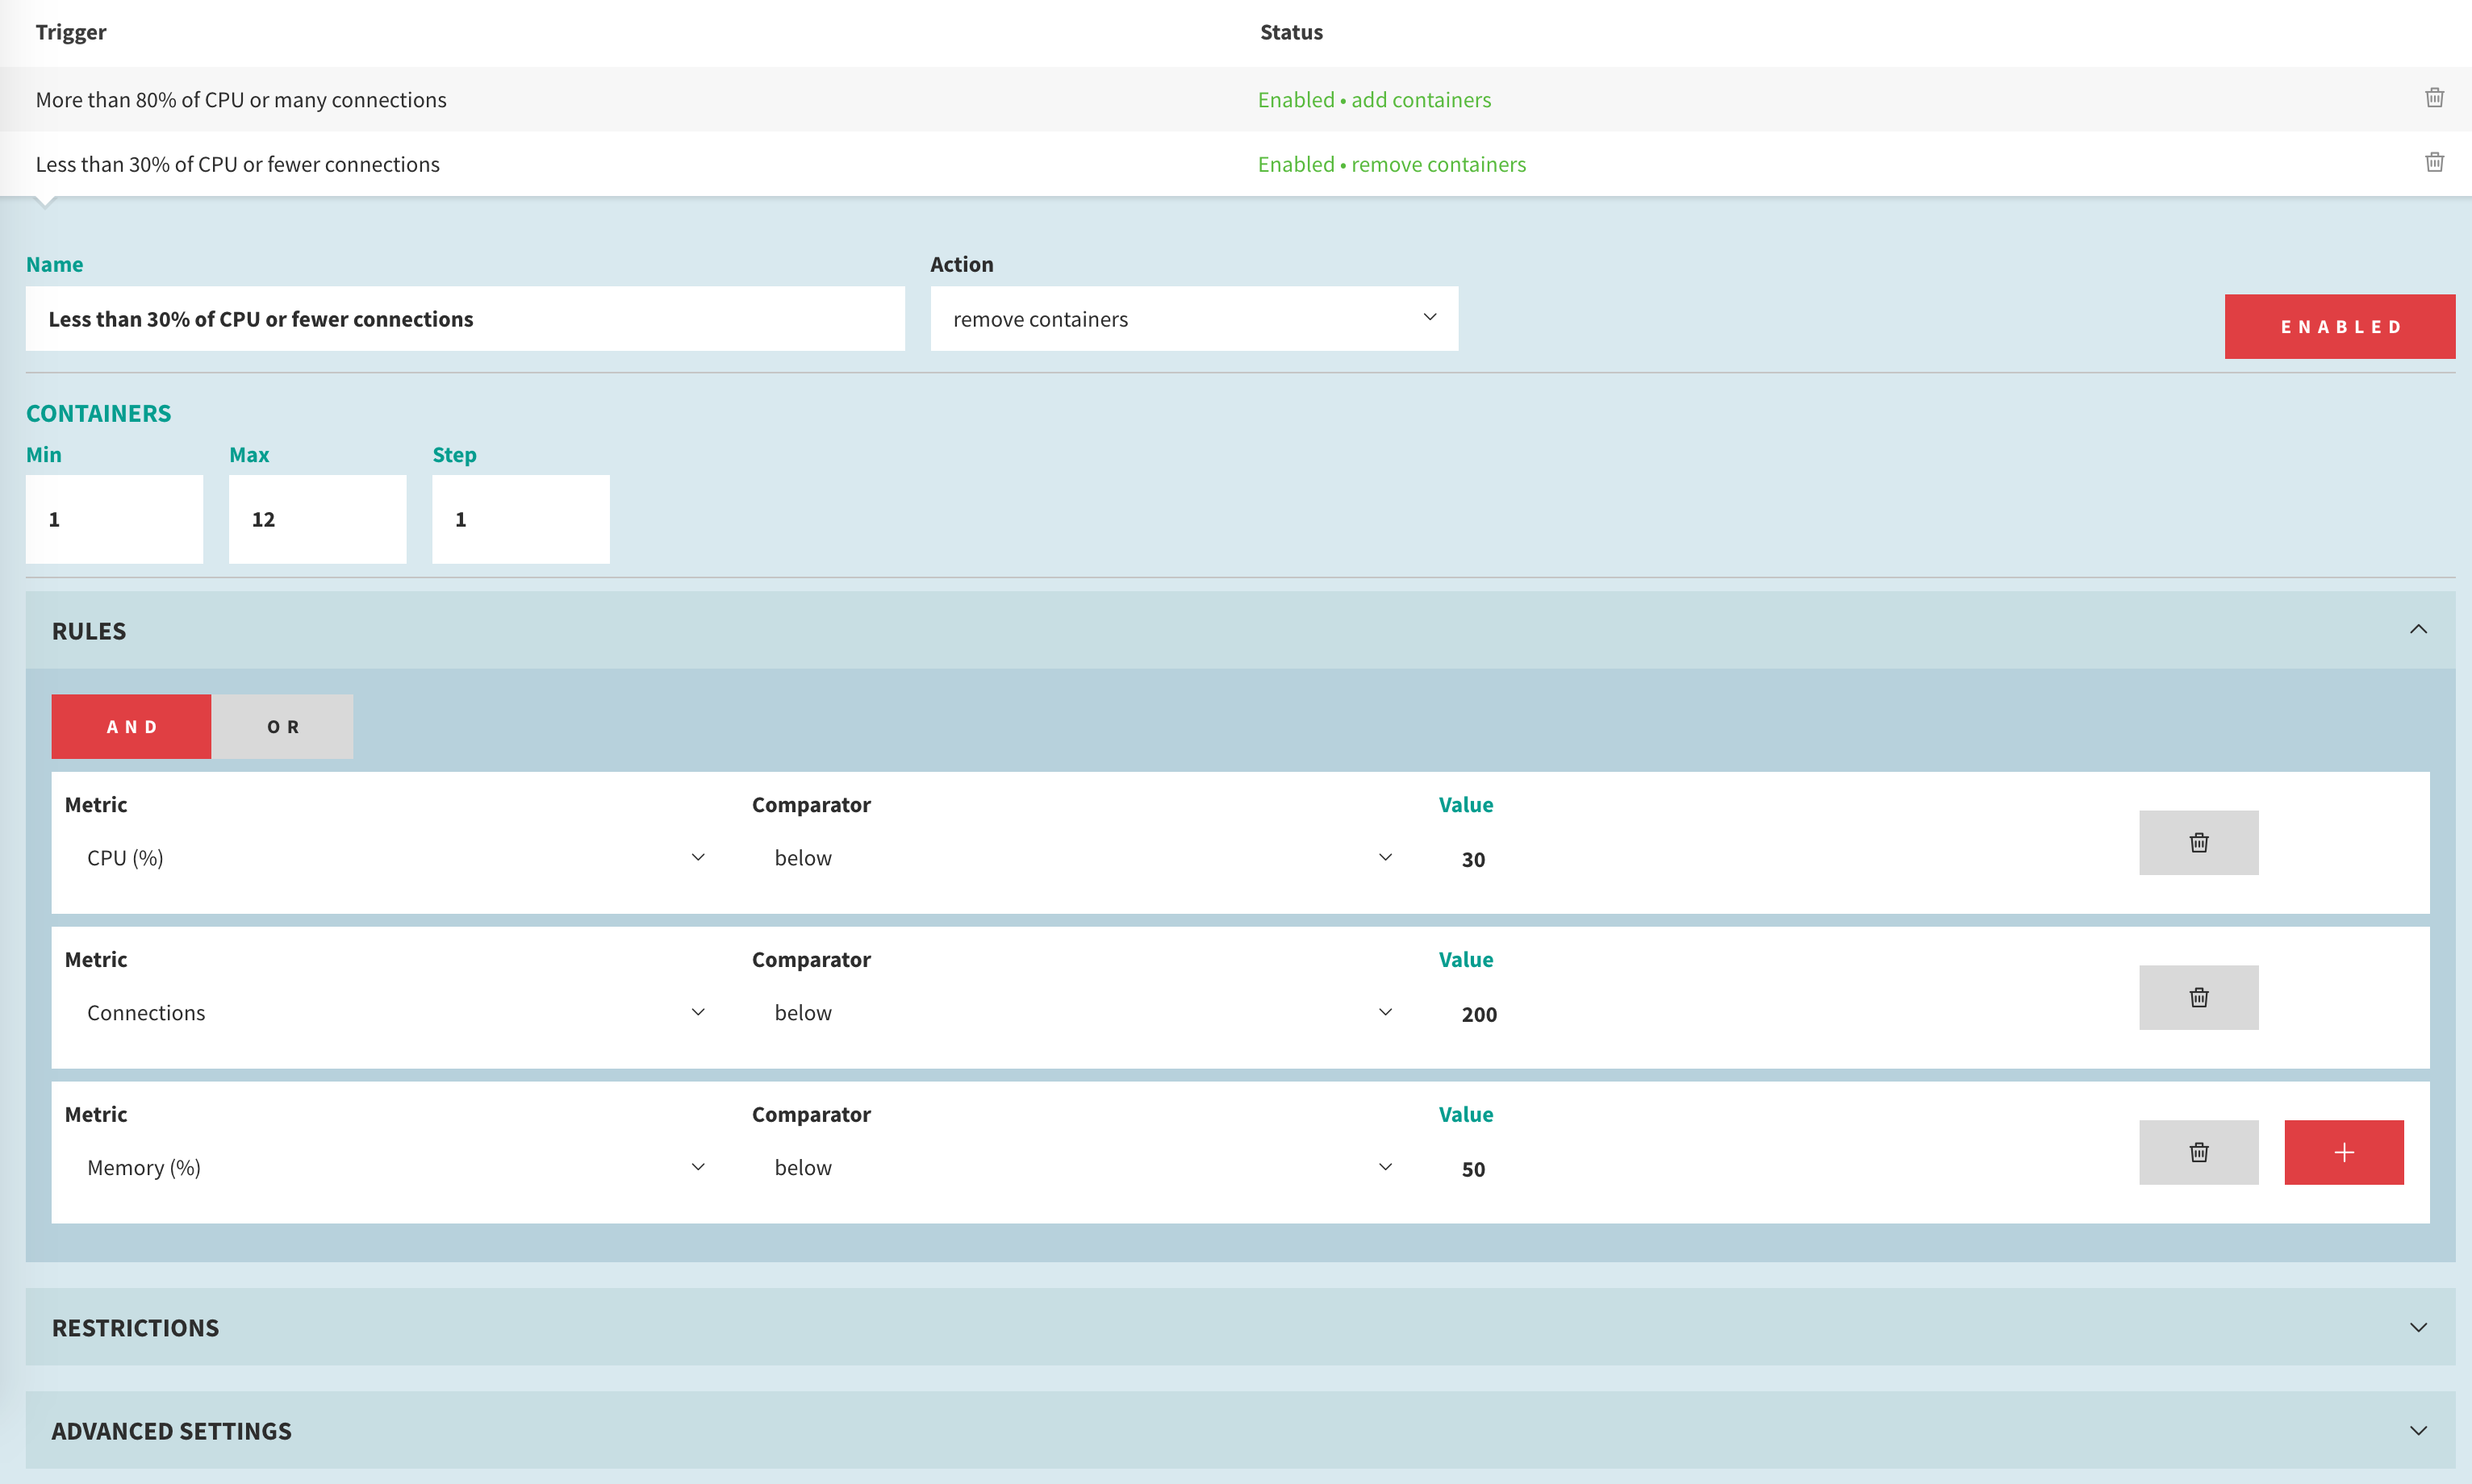 Trigger Status
More than 80% of CPU or many connections Enabled • add containers
Less than 30% of CPU or fewer connections Enabled • remove containers
Name Action
Less than 30% of CPU or fewer connections remove containers ENABLED
CONTAINERS
Min Max Step
1 12 1
RULES
AND OR
Metric Comparator Value
CPU (%) below 30
Metric Comparator Value
Connections below 200
Metric Comparator Value
Memory (%) below 50
RESTRICTIONS
ADVANCED SETTINGS